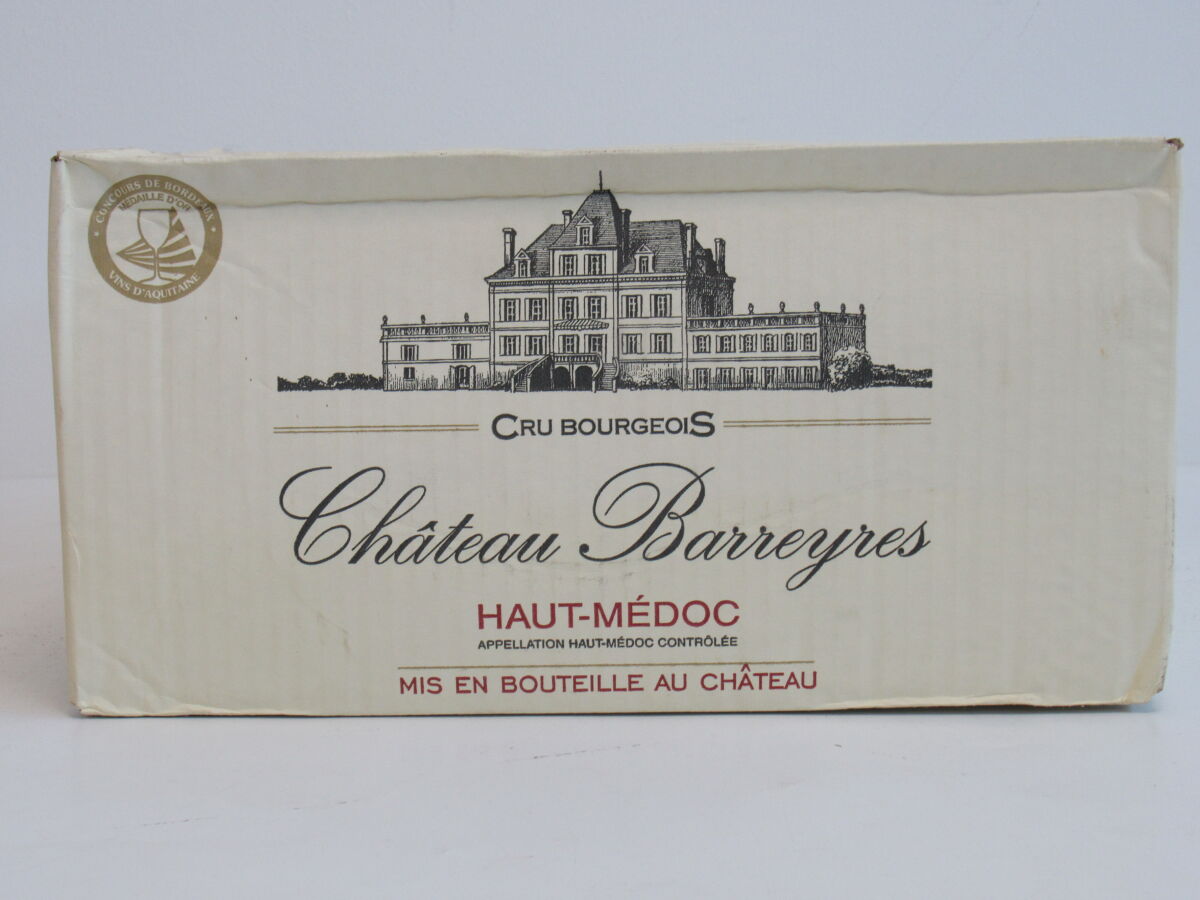 CONCOURS DE BORDEAUX
MÉDAILLE D'OR
VINS D'AQUITAINE
CRU BOURGEOIS
Château Barreyres
HAUT-MÉDOC
APPELLATION HAUT-MÉDOC CONTRÔLÉE
MIS EN BOUTEILLE AU CHÂTEAU